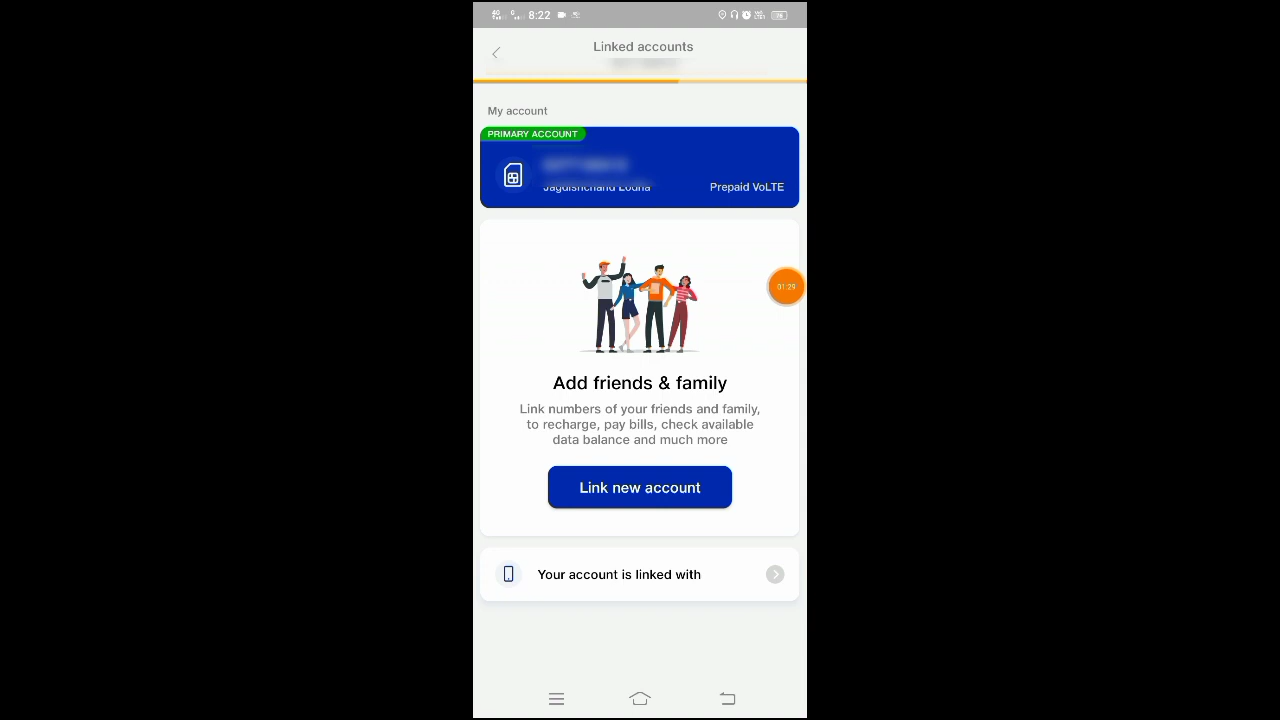 8:22
Linked accounts
My account
PRIMARY ACCOUNT
Jagdishchand Lodha
Prepaid VoLTE
01:29
Add friends & family
Link numbers of your friends and family,
to recharge, pay bills, check available
data balance and much more
Link new account
Your account is linked with